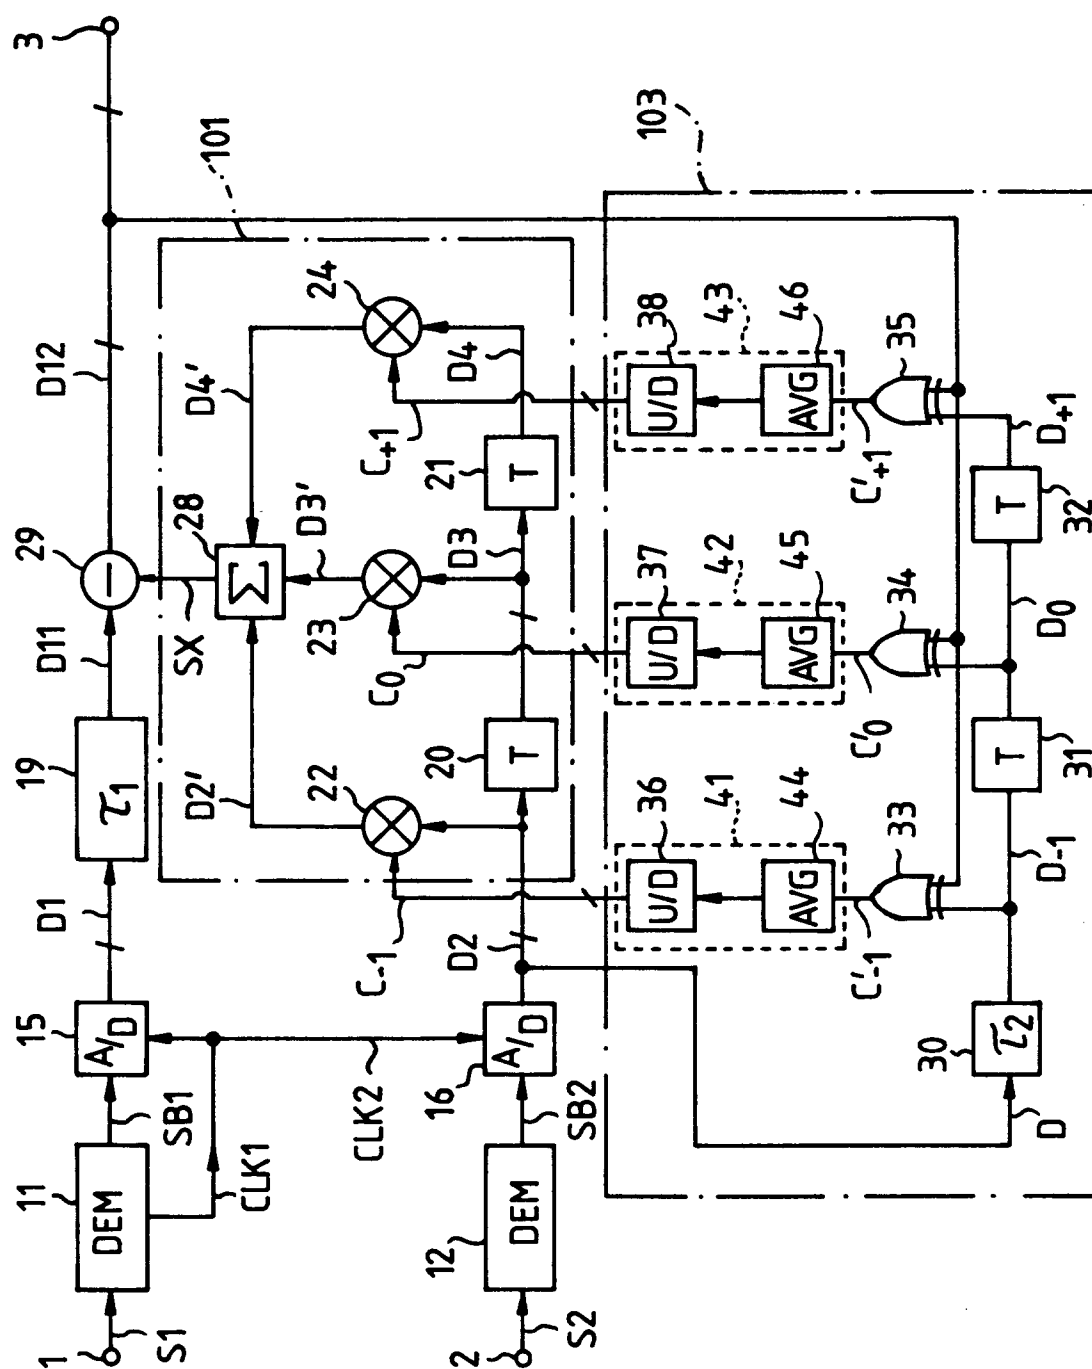 1
S1
11
DEM
SB1
CLK1
15
A/D
D1
19
τ1
D11
29
−
D12
3
SX
28
Σ
D2'
D3'
D4'
101
22
23
24
C-1
C0
C+1
2
S2
12
DEM
SB2
CLK2
16
A/D
D2
20
T
D3
21
T
D4
103
36
U/D
41
44
AVG
37
U/D
42
45
AVG
38
U/D
43
46
AVG
C'-1
33
C'0
34
C'+1
35
D
30
τ2
D-1
31
T
D0
32
T
D+1